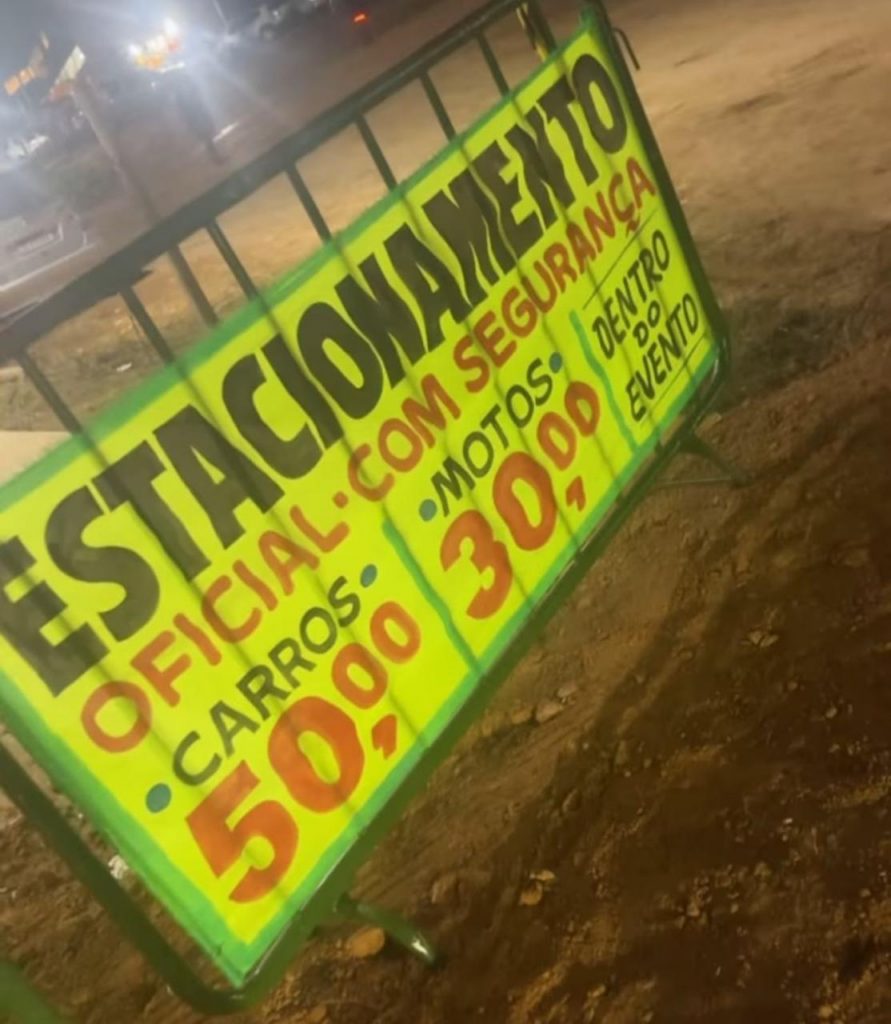 ESTACIONAMENTO
OFICIAL·COM SEGURANÇA
•CARROS•
50,00
•MOTOS•
30,00
DENTRO
DO
EVENTO